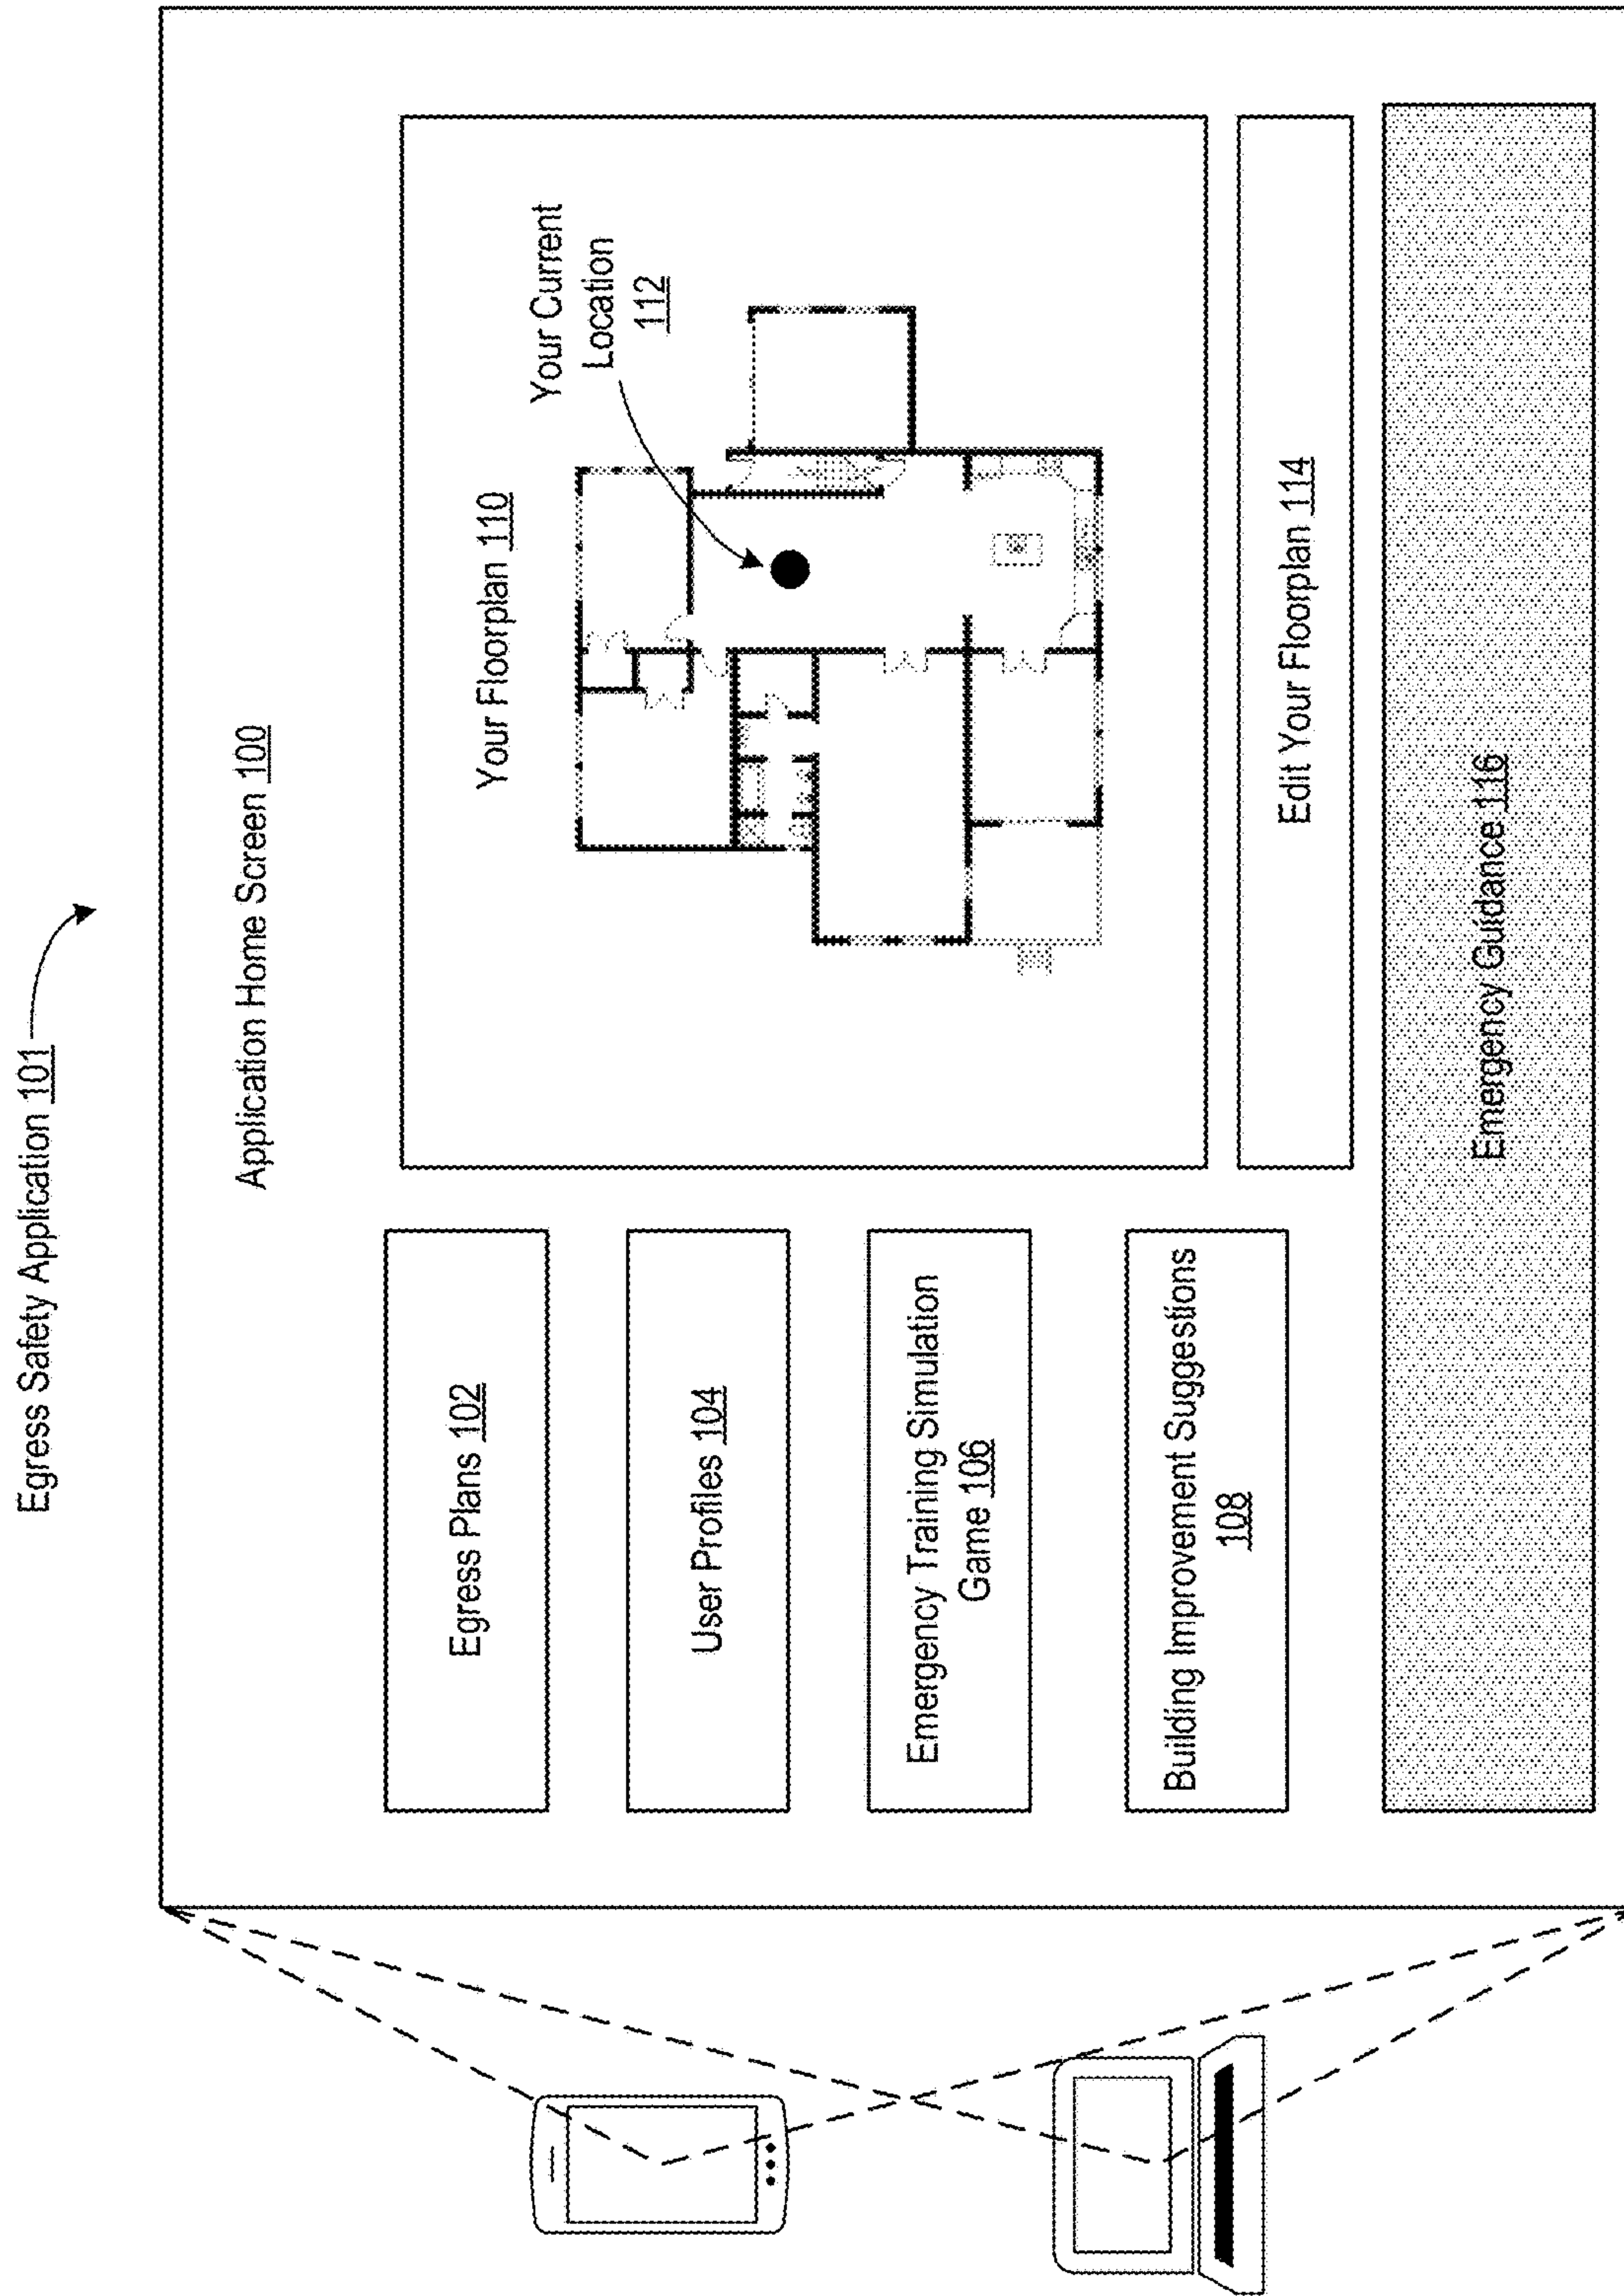 Egress Safety Application 101
Application Home Screen 100
Egress Plans 102
User Profiles 104
Emergency Training Simulation
Game 106
Building Improvement Suggestions
108
Your Floorplan 110
Your Current
Location
112
Edit Your Floorplan 114
Emergency Guidance 116